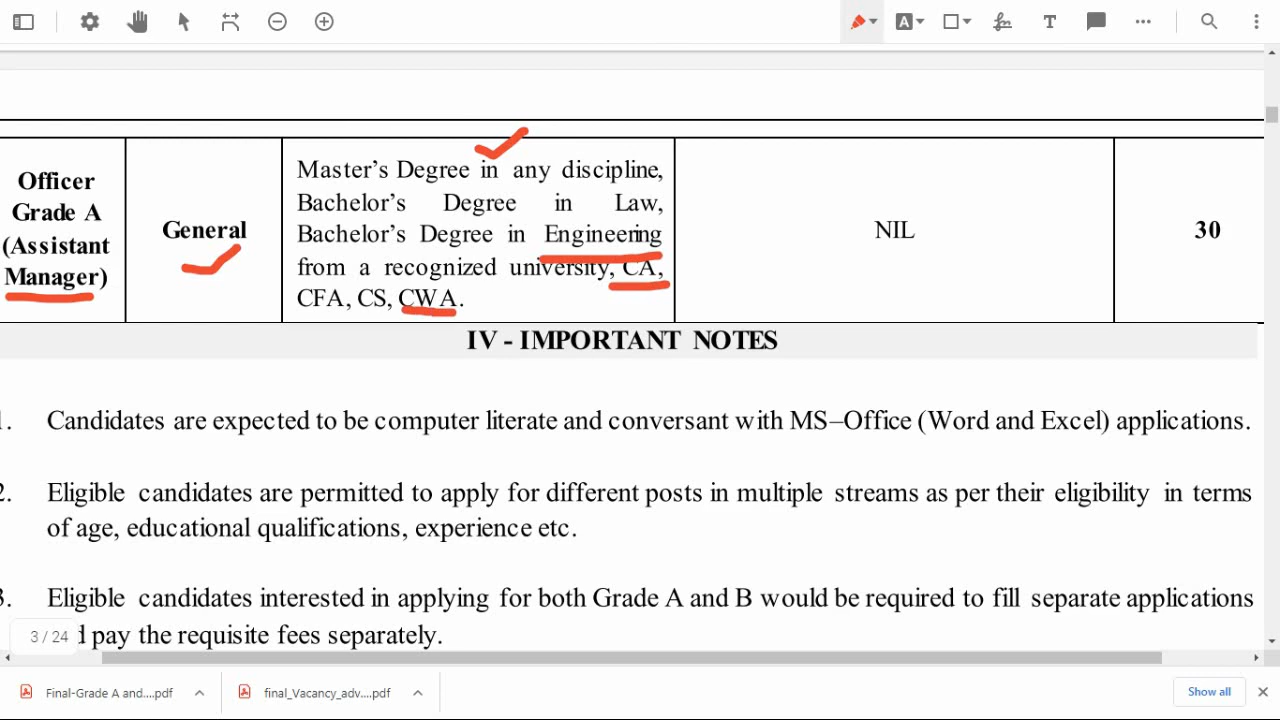 Officer
Grade A
(Assistant
Manager)
General
Master’s Degree in any discipline,
Bachelor’s Degree in Law,
Bachelor’s Degree in Engineering
from a recognized university, CA,
CFA, CS, CWA.
NIL
30
IV - IMPORTANT NOTES
1. Candidates are expected to be computer literate and conversant with MS–Office (Word and Excel) applications.
2. Eligible candidates are permitted to apply for different posts in multiple streams as per their eligibility in terms
of age, educational qualifications, experience etc.
3. Eligible candidates interested in applying for both Grade A and B would be required to fill separate applications
pay the requisite fees separately.
3 / 24
Final-Grade A and....pdf
final_Vacancy_adv....pdf
Show all